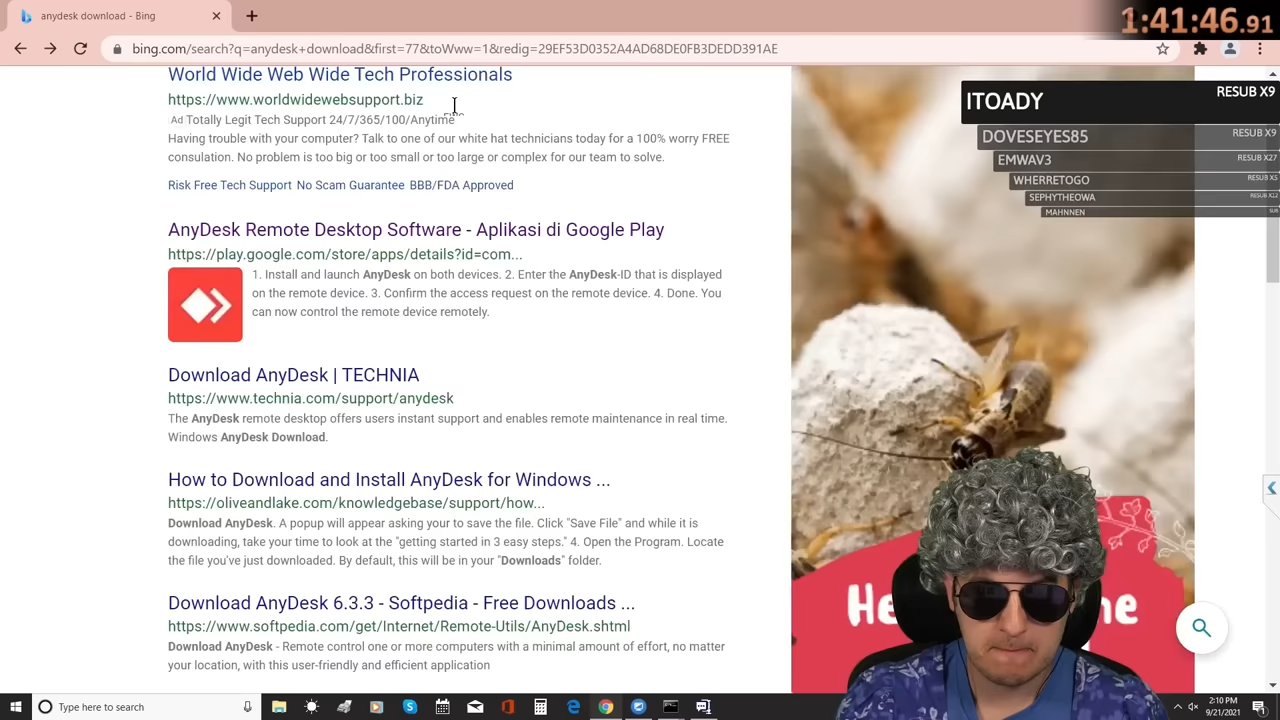 anydesk download - Bing
1:41:46.91
bing.com/search?q=anydesk+download&first=77&toWww=1&redig=29EF53D0352A4AD68DE0FB3DEDD391AE
World Wide Web Wide Tech Professionals
https://www.worldwidewebsupport.biz
Ad Totally Legit Tech Support 24/7/365/100/Anytime
Having trouble with your computer? Talk to one of our white hat technicians today for a 100% worry FREE
consulation. No problem is too big or too small or too large or complex for our team to solve.
Risk Free Tech Support No Scam Guarantee BBB/FDA Approved
AnyDesk Remote Desktop Software - Aplikasi di Google Play
https://play.google.com/store/apps/details?id=com...
1. Install and launch AnyDesk on both devices. 2. Enter the AnyDesk-ID that is displayed
on the remote device. 3. Confirm the access request on the remote device. 4. Done. You
can now control the remote device remotely.
Download AnyDesk | TECHNIA
https://www.technia.com/support/anydesk
The AnyDesk remote desktop offers users instant support and enables remote maintenance in real time.
Windows AnyDesk Download.
How to Download and Install AnyDesk for Windows ...
https://oliveandlake.com/knowledgebase/support/how...
Download AnyDesk. A popup will appear asking your to save the file. Click "Save File" and while it is
downloading, take your time to look at the "getting started in 3 easy steps." 4. Open the Program. Locate
the file you've just downloaded. By default, this will be in your "Downloads" folder.
Download AnyDesk 6.3.3 - Softpedia - Free Downloads ...
https://www.softpedia.com/get/Internet/Remote-Utils/AnyDesk.shtml
Download AnyDesk - Remote control one or more computers with a minimal amount of effort, no matter
your location, with this user-friendly and efficient application
ITOADY RESUB X9
DOVESEYES85 RESUB X9
EMWAV3 RESUB X27
WHERRETOGO RESUB X5
SEPHYTHEOWA RESUB X12
MAHNNEN SUB
Type here to search
2:10 PM
9/21/2021